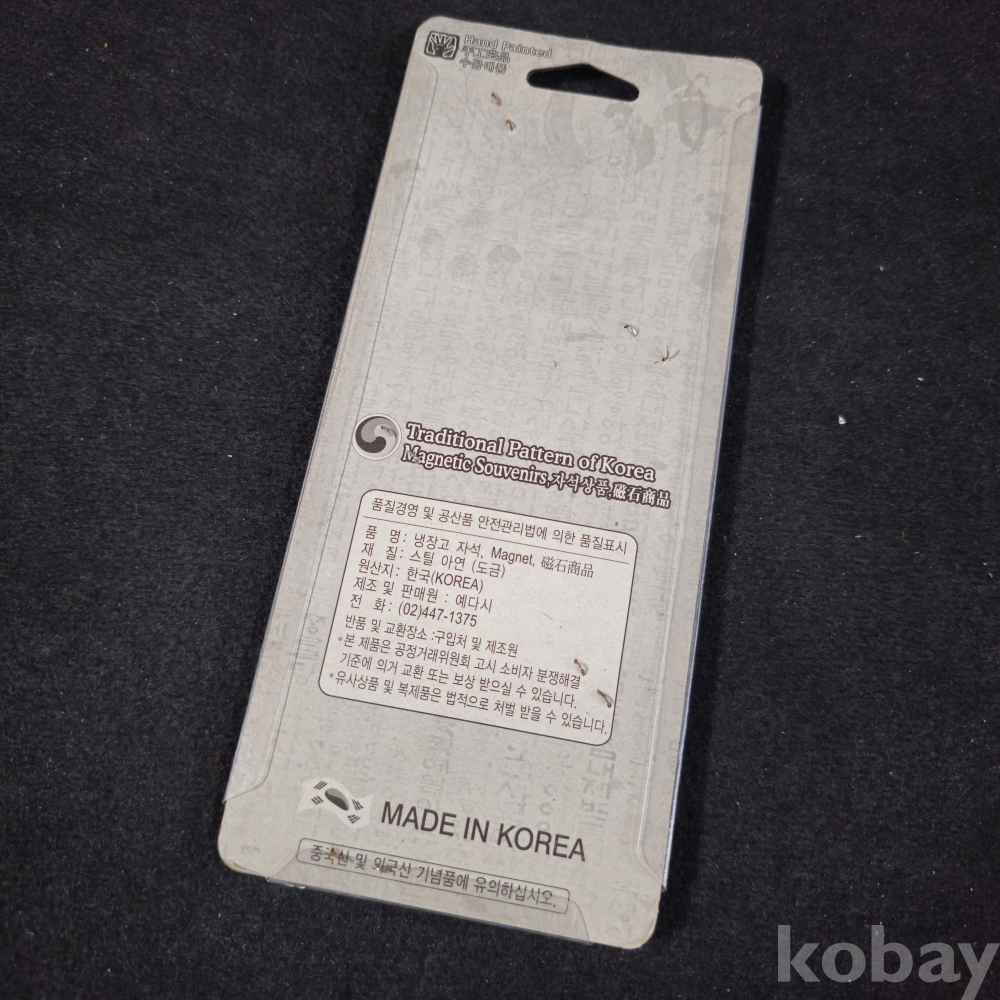 Hand Painted
手工藝品
수공예품
Traditional Pattern of Korea
Magnetic Souvenirs,자석상품,磁石商品
품질경영 및 공산품 안전관리법에 의한 품질표시
품 명 : 냉장고 자석, Magnet, 磁石商品
재 질 : 스틸 아연 (도금)
원산지 : 한국(KOREA)
제조 및 판매원 : 예다시
전 화 : (02)447-1375
반품 및 교환장소 :구입처 및 제조원
*본 제품은 공정거래위원회 고시 소비자 분쟁해결
기준에 의거 교환 또는 보상 받으실 수 있습니다.
*유사상품 및 복제품은 법적으로 처벌 받을 수 있습니다.
MADE IN KOREA
중국산 및 외국산 기념품에 유의하십시오.
kobay